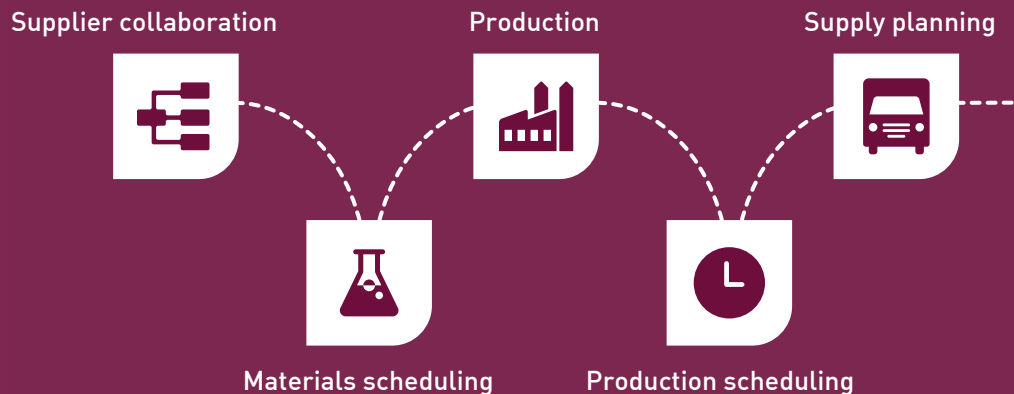 Supplier collaboration
Production
Supply planning
Materials scheduling
Production scheduling